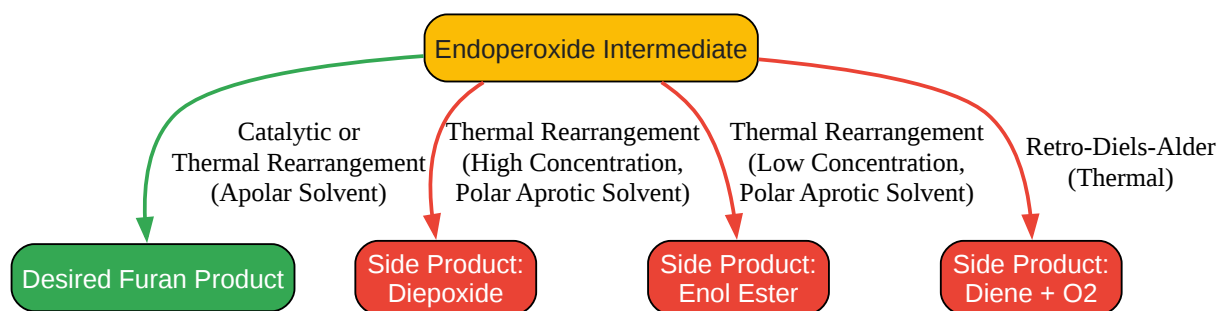 Endoperoxide Intermediate
Catalytic or
Thermal Rearrangement
(Apolar Solvent)
Thermal Rearrangement
(High Concentration,
Polar Aprotic Solvent)
Thermal Rearrangement
(Low Concentration,
Polar Aprotic Solvent)
Retro-Diels-Alder
(Thermal)
Desired Furan Product
Side Product:
Diepoxide
Side Product:
Enol Ester
Side Product:
Diene + O2